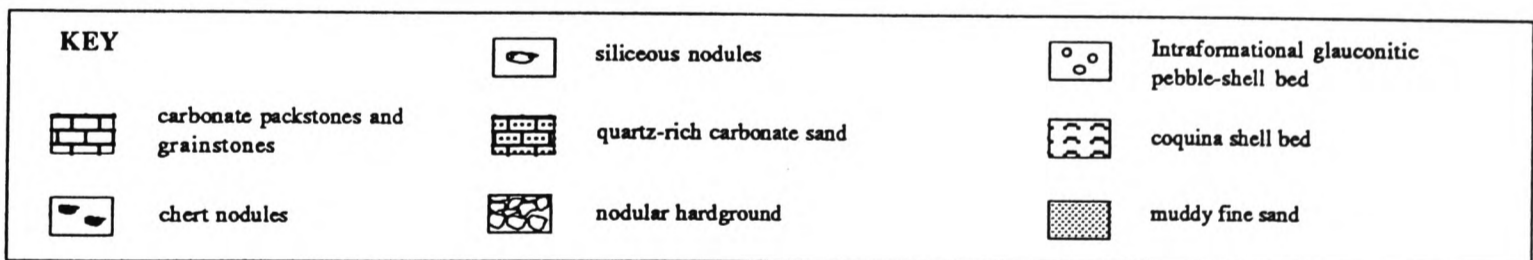 KEY
carbonate packstones and
grainstones
chert nodules
siliceous nodules
quartz-rich carbonate sand
nodular hardground
Intraformational glauconitic
pebble-shell bed
coquina shell bed
muddy fine sand